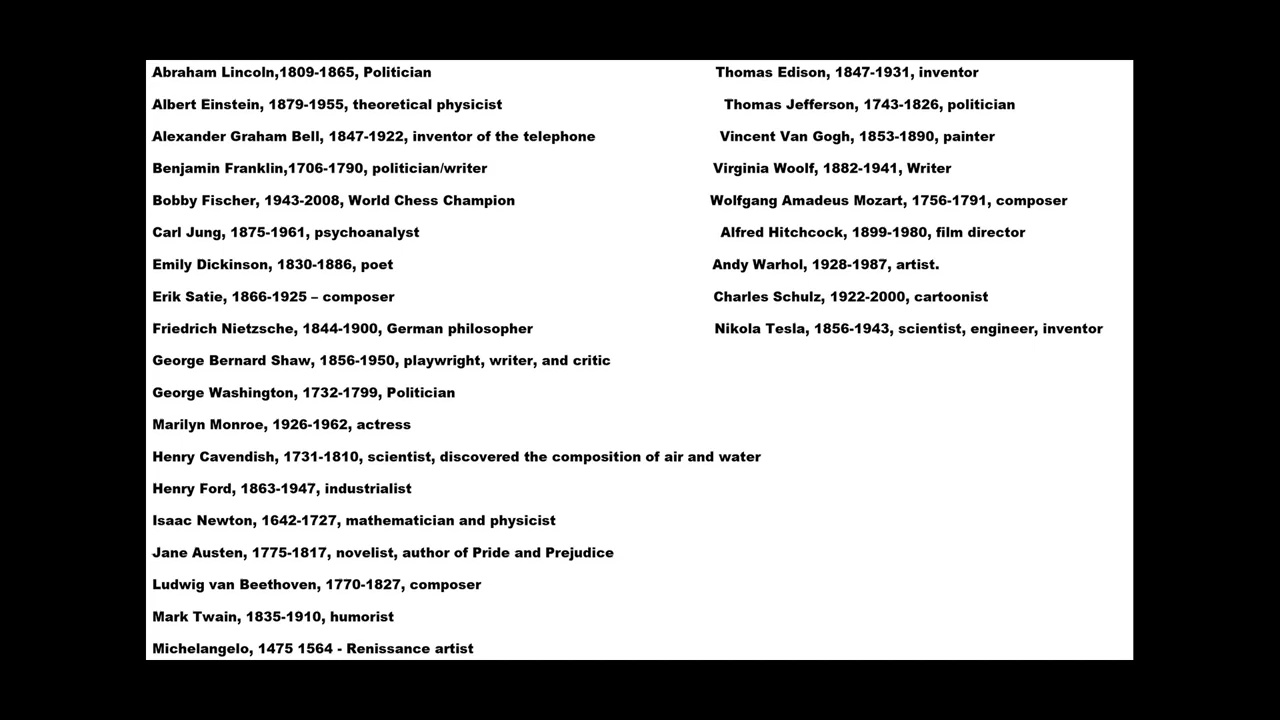 Abraham Lincoln,1809-1865, Politician
Albert Einstein, 1879-1955, theoretical physicist
Alexander Graham Bell, 1847-1922, inventor of the telephone
Benjamin Franklin,1706-1790, politician/writer
Bobby Fischer, 1943-2008, World Chess Champion
Carl Jung, 1875-1961, psychoanalyst
Emily Dickinson, 1830-1886, poet
Erik Satie, 1866-1925 – composer
Friedrich Nietzsche, 1844-1900, German philosopher
George Bernard Shaw, 1856-1950, playwright, writer, and critic
George Washington, 1732-1799, Politician
Marilyn Monroe, 1926-1962, actress
Henry Cavendish, 1731-1810, scientist, discovered the composition of air and water
Henry Ford, 1863-1947, industrialist
Isaac Newton, 1642-1727, mathematician and physicist
Jane Austen, 1775-1817, novelist, author of Pride and Prejudice
Ludwig van Beethoven, 1770-1827, composer
Mark Twain, 1835-1910, humorist
Michelangelo, 1475 1564 - Renissance artist
Thomas Edison, 1847-1931, inventor
Thomas Jefferson, 1743-1826, politician
Vincent Van Gogh, 1853-1890, painter
Virginia Woolf, 1882-1941, Writer
Wolfgang Amadeus Mozart, 1756-1791, composer
Alfred Hitchcock, 1899-1980, film director
Andy Warhol, 1928-1987, artist.
Charles Schulz, 1922-2000, cartoonist
Nikola Tesla, 1856-1943, scientist, engineer, inventor